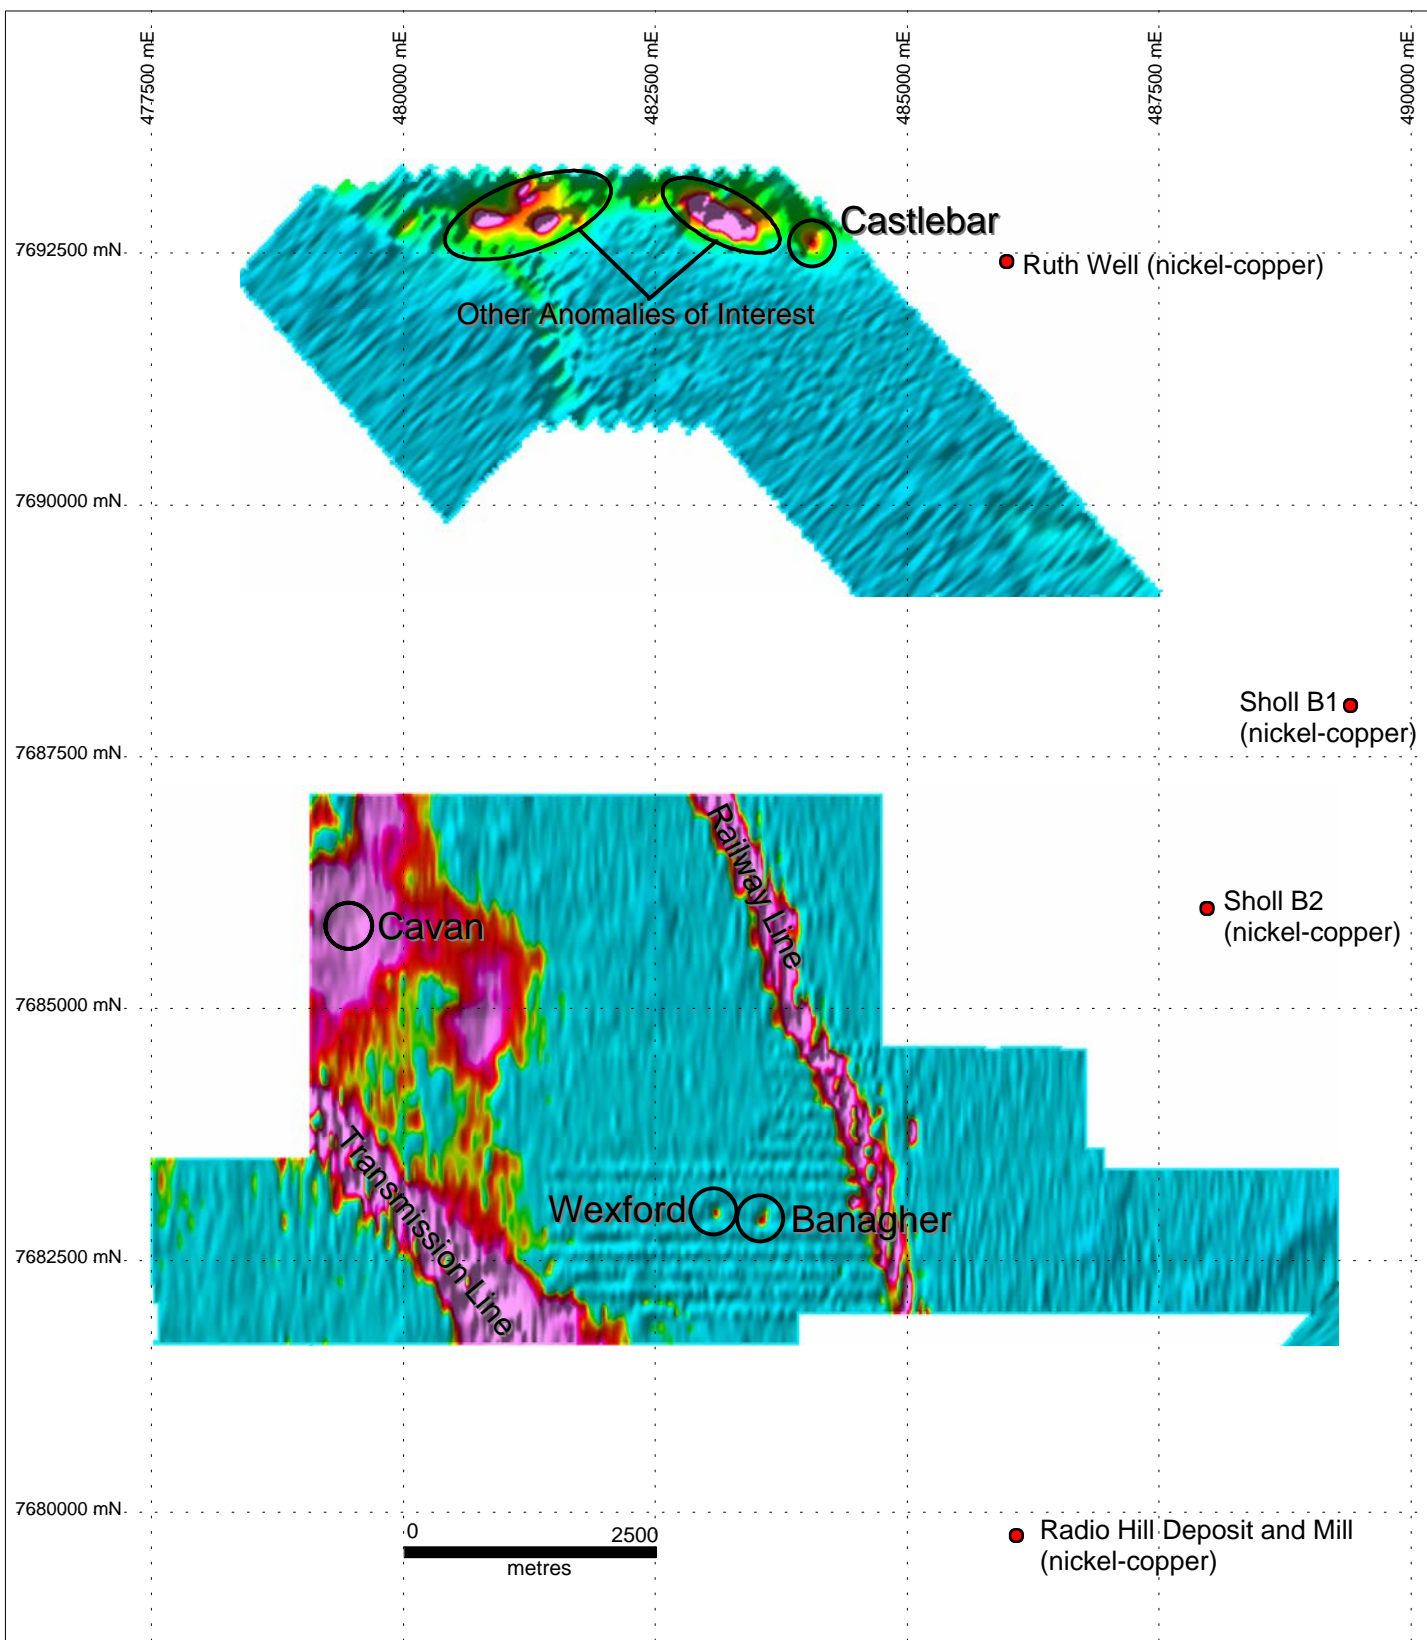 477500 mE
480000 mE
482500 mE
485000 mE
487500 mE
490000 mE
Castlebar
7692500 mN
Ruth Well (nickel-copper)
Other Anomalies of Interest
7690000 mN
Sholl B1
(nickel-copper)
7687500 mN
Railway Line
Sholl B2
(nickel-copper)
Cavan
7685000 mN
Transmission Line
Wexford
Banagher
7682500 mN
7680000 mN
0 2500
metres
Radio Hill Deposit and Mill
(nickel-copper)